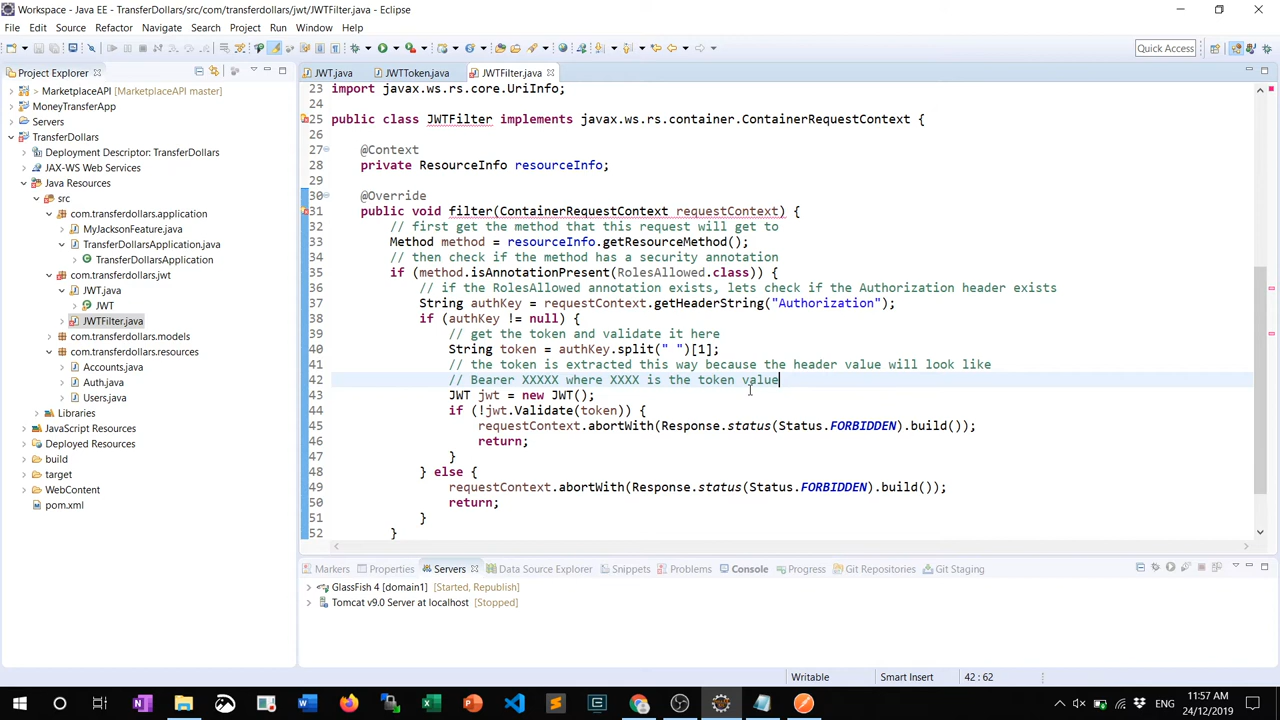 Workspace - Java EE - TransferDollars/src/com/transferdollars/jwt/JWTFilter.java - Eclipse
File Edit Source Refactor Navigate Search Project Run Window Help
Quick Access
Project Explorer
JWT.java
JWTToken.java
JWTFilter.java
> MarketplaceAPI [MarketplaceAPI master]
MoneyTransferApp
Servers
TransferDollars
Deployment Descriptor: TransferDollars
JAX-WS Web Services
Java Resources
src
com.transferdollars.application
MyJacksonFeature.java
TransferDollarsApplication.java
TransferDollarsApplication
com.transferdollars.jwt
JWT.java
JWT
JWTFilter.java
com.transferdollars.models
com.transferdollars.resources
Accounts.java
Auth.java
Users.java
Libraries
JavaScript Resources
Deployed Resources
build
target
WebContent
pom.xml
23 import javax.ws.rs.core.UriInfo;
24
25 public class JWTFilter implements javax.ws.rs.container.ContainerRequestContext {
26
27 @Context
28 private ResourceInfo resourceInfo;
29
30 @Override
31 public void filter(ContainerRequestContext requestContext) {
32 // first get the method that this request will get to
33 Method method = resourceInfo.getResourceMethod();
34 // then check if the method has a security annotation
35 if (method.isAnnotationPresent(RolesAllowed.class)) {
36 // if the RolesAllowed annotation exists, lets check if the Authorization header exists
37 String authKey = requestContext.getHeaderString("Authorization");
38 if (authKey != null) {
39 // get the token and validate it here
40 String token = authKey.split(" ")[1];
41 // the token is extracted this way because the header value will look like
42 // Bearer XXXXX where XXXX is the token value
43 JWT jwt = new JWT();
44 if (!jwt.Validate(token)) {
45 requestContext.abortWith(Response.status(Status.FORBIDDEN).build());
46 return;
47 }
48 } else {
49 requestContext.abortWith(Response.status(Status.FORBIDDEN).build());
50 return;
51 }
52 }
Markers Properties Servers Data Source Explorer Snippets Problems Console Progress Git Repositories Git Staging
GlassFish 4 [domain1] [Started, Republish]
Tomcat v9.0 Server at localhost [Stopped]
Writable Smart Insert 42 : 62
11:57 AM
24/12/2019